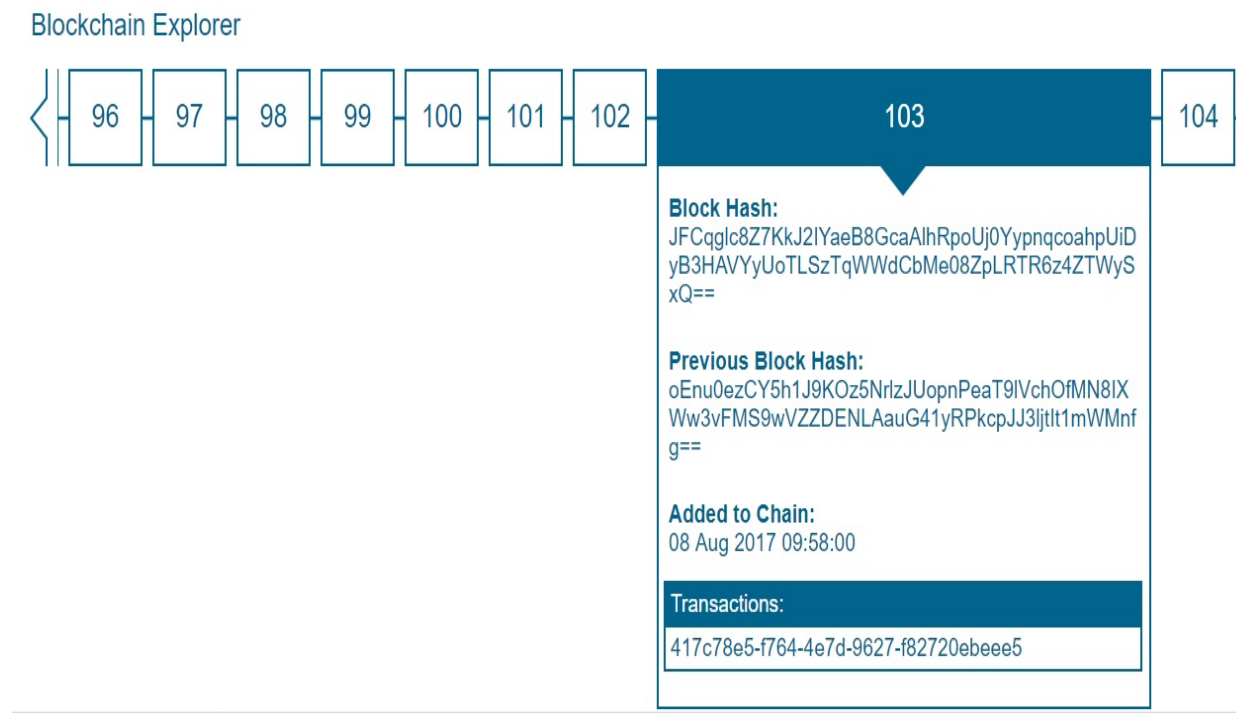 Blockchain Explorer
96 97 98 99 100 101 102 103 104
Block Hash:
JFCqglc8Z7KkJ2IYaeB8GcaAlhRpoUj0YypnqcoahpUiD
yB3HAVYyUoTLSzTqWWdCbMe08ZpLRTR6z4ZTWyS
xQ==
Previous Block Hash:
oEnu0ezCY5h1J9KOz5NrlzJUopnPeaT9lVchOfMN8IX
Ww3vFMS9wVZZDENLAauG41yRPkcpJJ3ljtIt1mWMnf
g==
Added to Chain:
08 Aug 2017 09:58:00
Transactions:
417c78e5-f764-4e7d-9627-f82720ebeee5